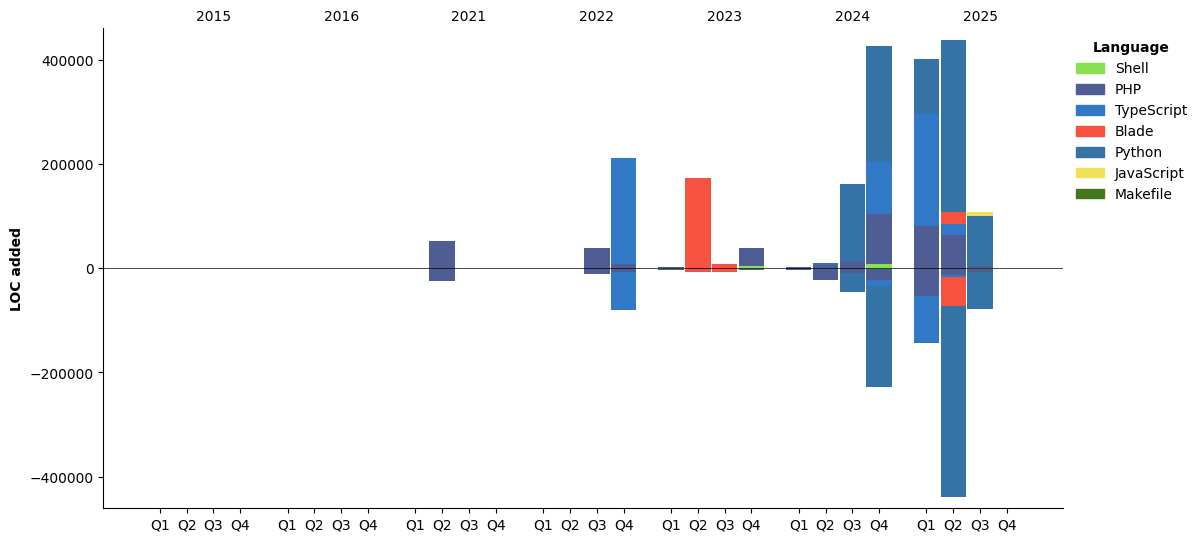 2015 2016 2021 2022 2023 2024 2025
Language
Shell
PHP
TypeScript
Blade
Python
JavaScript
Makefile
LOC added
400000
200000
0
−200000
−400000
Q1 Q2 Q3 Q4 Q1 Q2 Q3 Q4 Q1 Q2 Q3 Q4 Q1 Q2 Q3 Q4 Q1 Q2 Q3 Q4 Q1 Q2 Q3 Q4 Q1 Q2 Q3 Q4